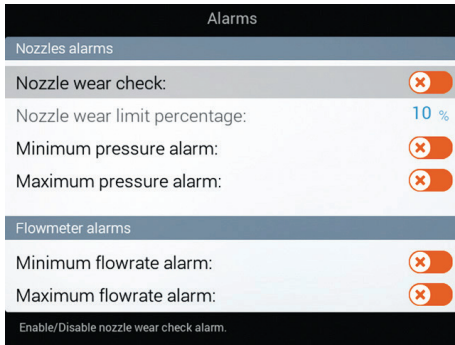 Alarms
Nozzles alarms
Nozzle wear check:
Nozzle wear limit percentage: 10 %
Minimum pressure alarm:
Maximum pressure alarm:
Flowmeter alarms
Minimum flowrate alarm:
Maximum flowrate alarm:
Enable/Disable nozzle wear check alarm.